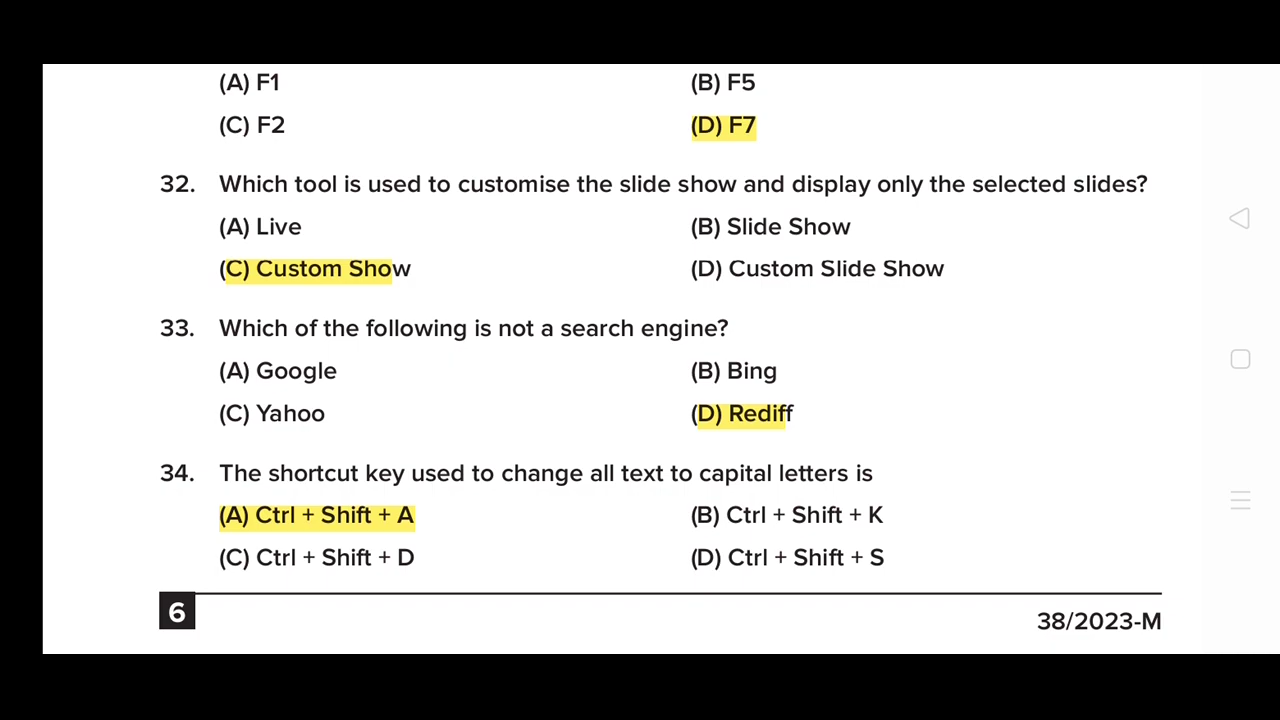 (A) F1 (B) F5
(C) F2 (D) F7
32. Which tool is used to customise the slide show and display only the selected slides?
(A) Live (B) Slide Show
(C) Custom Show (D) Custom Slide Show
33. Which of the following is not a search engine?
(A) Google (B) Bing
(C) Yahoo (D) Rediff
34. The shortcut key used to change all text to capital letters is
(A) Ctrl + Shift + A (B) Ctrl + Shift + K
(C) Ctrl + Shift + D (D) Ctrl + Shift + S
6
38/2023-M